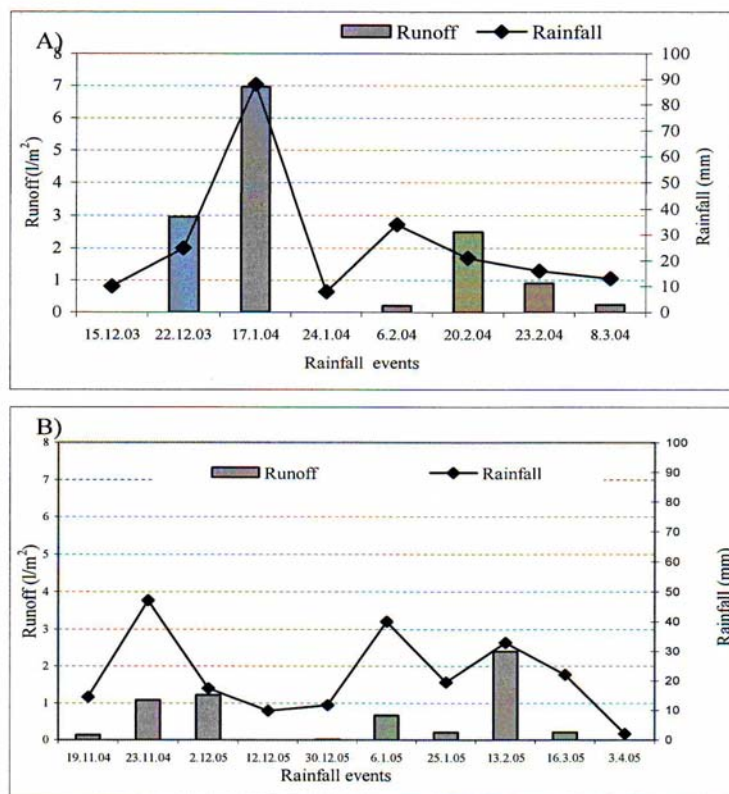 A)
Runoff Rainfall
8 100
7 90
6 80
5 70
4 60
3 50
2 40
1 30
0 20
10
0
Runoff (l/m²)
Rainfall (mm)
15.12.03 22.12.03 17.1.04 24.1.04 6.2.04 20.2.04 23.2.04 8.3.04
Rainfall events
B)
Runoff Rainfall
8 100
7 90
6 80
5 70
4 60
3 50
2 40
1 30
0 20
10
0
Runoff (l/m²)
Rainfall (mm)
19.11.04 23.11.04 2.12.05 12.12.05 30.12.05 6.1.05 25.1.05 13.2.05 16.3.05 3.4.05
Rainfall events